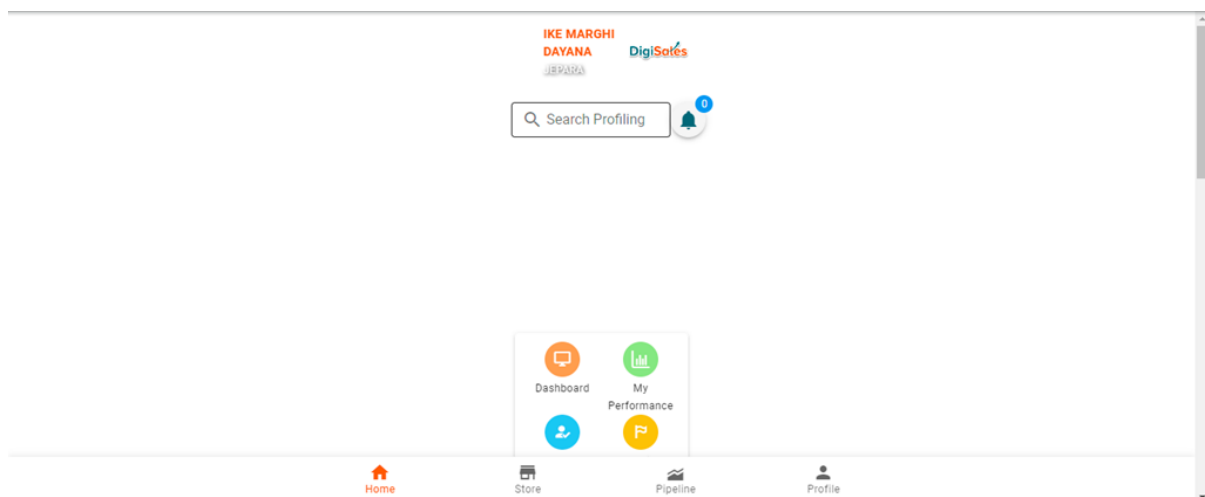 IKE MARGHI
DAYANA
DigiSales
JEPARA
Search Profiling
0
Dashboard
My
Performance
Home
Store
Pipeline
Profile